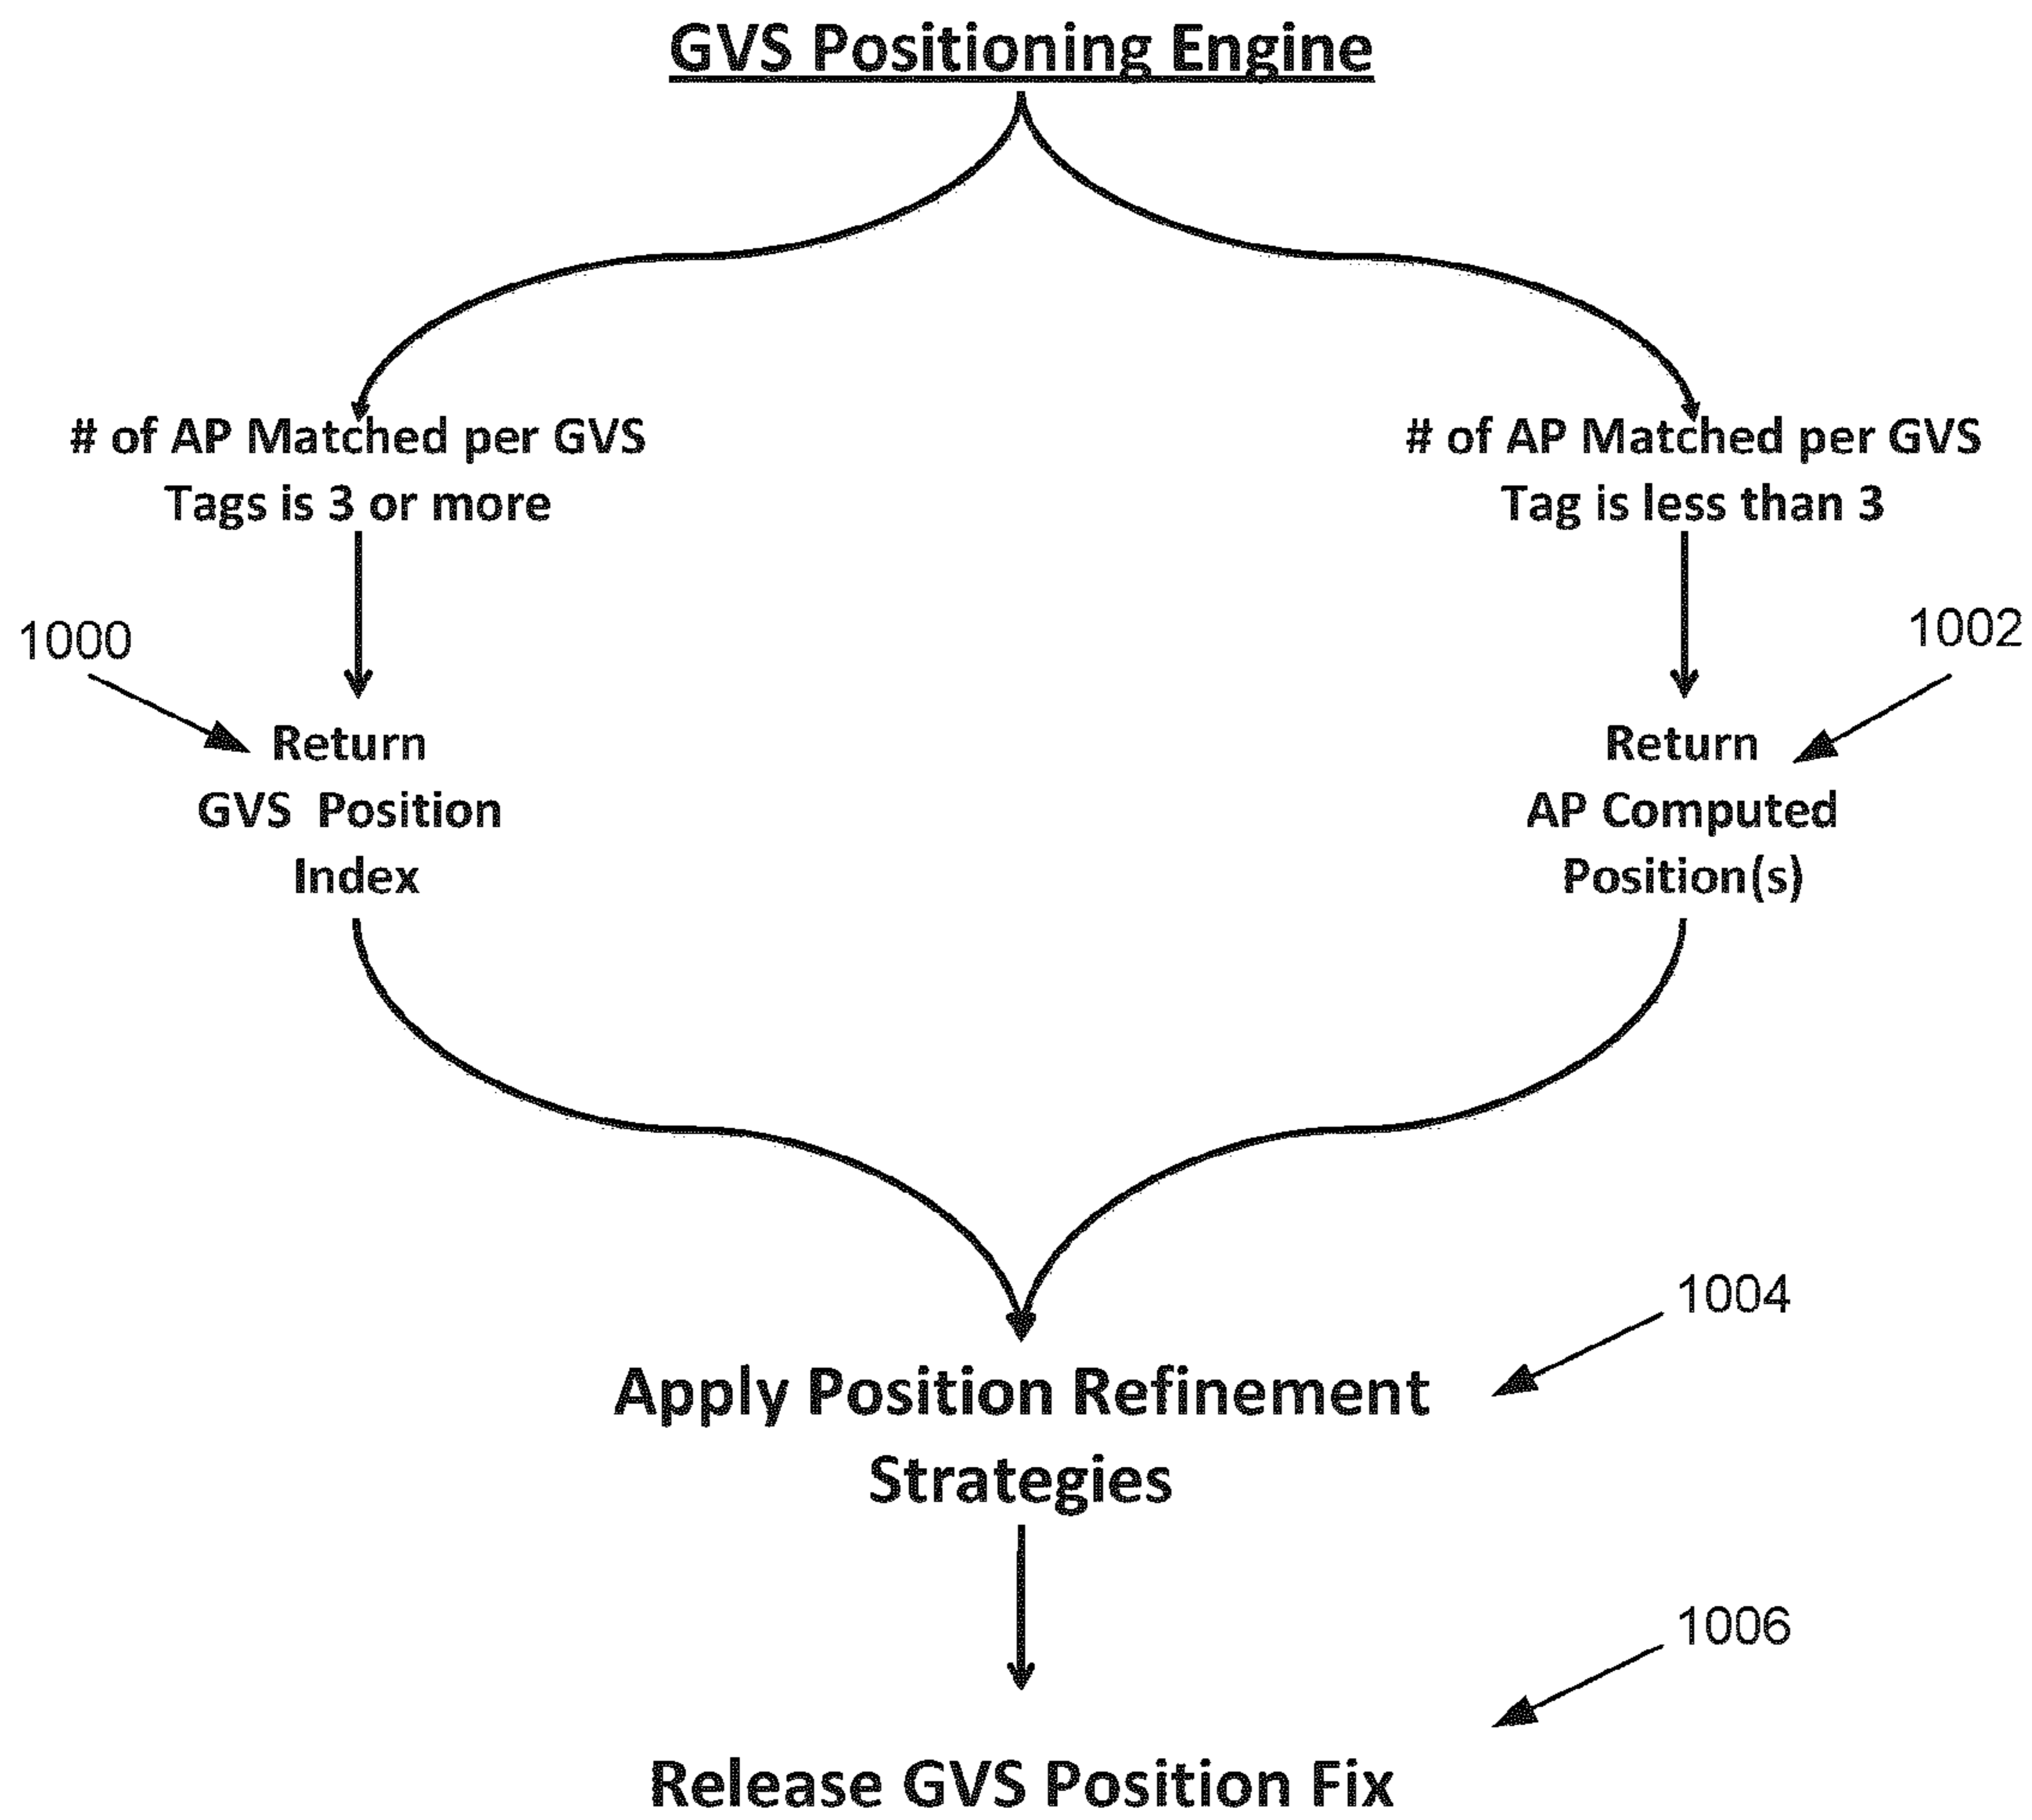 GVS Positioning Engine
# of AP Matched per GVS
Tags is 3 or more
# of AP Matched per GVS
Tag is less than 3
1000
1002
Return
GVS Position
Index
Return
AP Computed
Position(s)
1004
Apply Position Refinement
Strategies
1006
Release GVS Position Fix